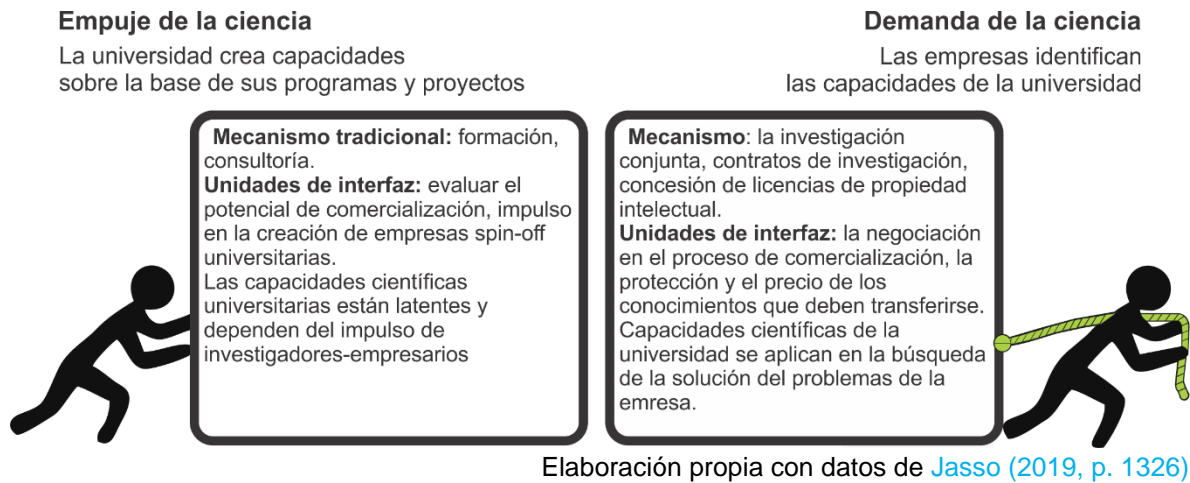 Empuje de la ciencia
La universidad crea capacidades
sobre la base de sus programas y proyectos
Mecanismo tradicional: formación,
consultoría.
Unidades de interfaz: evaluar el
potencial de comercialización, impulso
en la creación de empresas spin-off
universitarias.
Las capacidades científicas
universitarias están latentes y
dependen del impulso de
investigadores-empresarios
Demanda de la ciencia
Las empresas identifican
las capacidades de la universidad
Mecanismo: la investigación
conjunta, contratos de investigación,
concesión de licencias de propiedad
intelectual.
Unidades de interfaz: la negociación
en el proceso de comercialización, la
protección y el precio de los
conocimientos que deben transferirse.
Capacidades científicas de la
universidad se aplican en la búsqueda
de la solución del problemas de la
emresa.
Elaboración propia con datos de Jasso (2019, p. 1326)